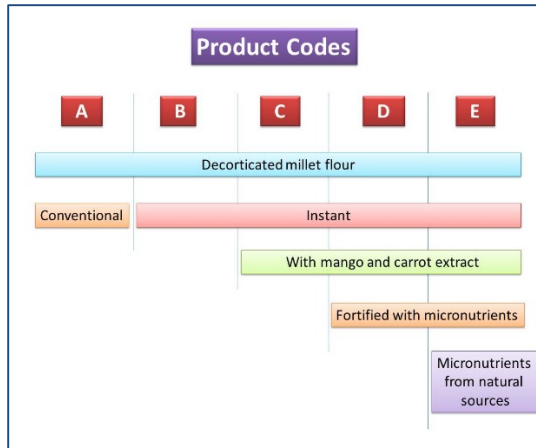 Product Codes
A B C D E
Decorticated millet flour
Conventional Instant
With mango and carrot extract
Fortified with micronutrients
Micronutrients
from natural
sources